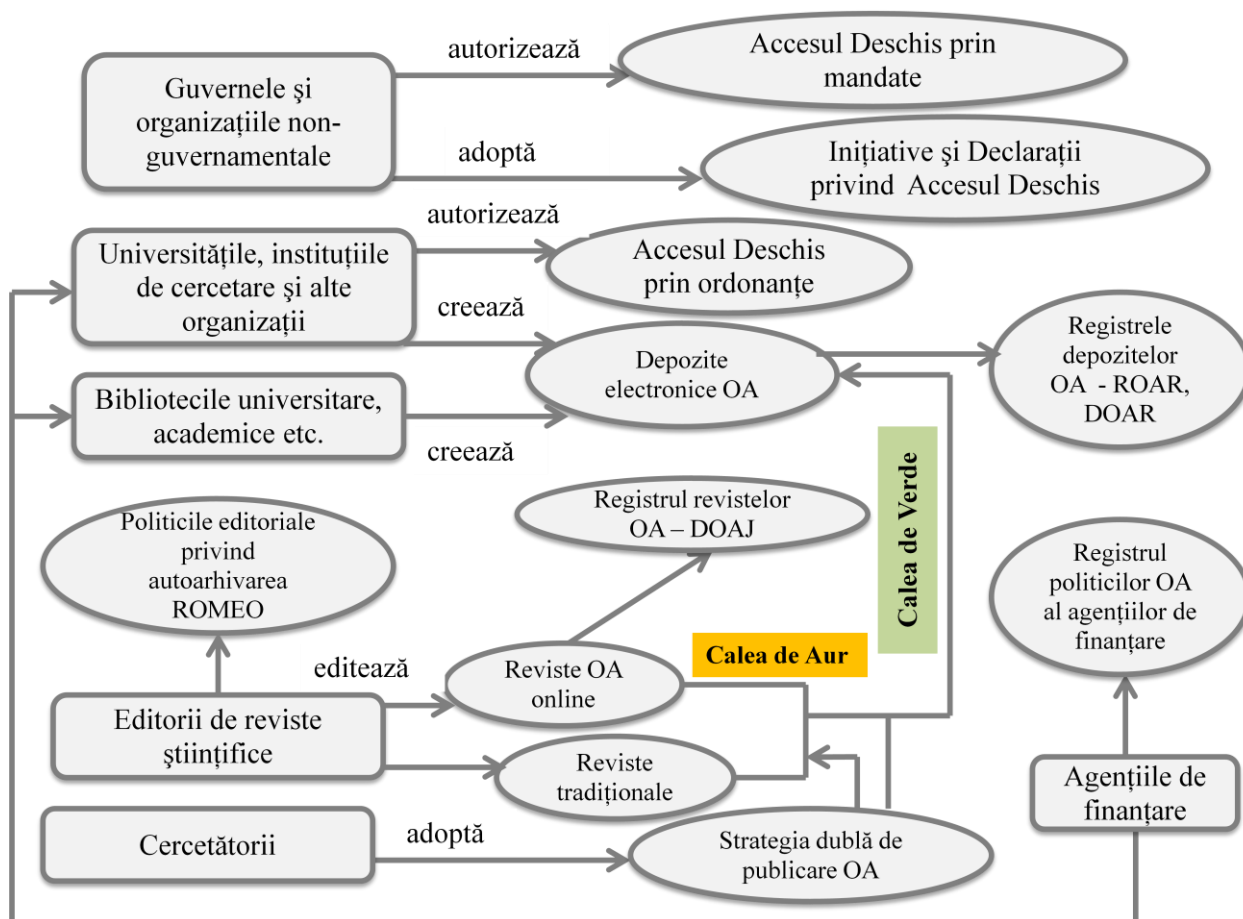 autorizează
Accesul Deschis prin
mandate
Guvernele şi
organizațiile non-
guvernamentale
adoptă
Inițiative şi Declarații
privind Accesul Deschis
autorizează
Universitățile, instituțiile
de cercetare şi alte
organizații
Accesul Deschis
prin ordonanțe
creează
Depozite
electronice OA
Registrele
depozitelor
OA - ROAR,
DOAR
Bibliotecile universitare,
academice etc.
creează
Calea de Verde
Registrul revistelor
OA – DOAJ
Politicile editoriale
privind
autoarhivarea
ROMEO
Registrul
politicilor OA
al agențiilor de
finanțare
Calea de Aur
editează
Reviste OA
online
Editorii de reviste
ştiințifice
Reviste
tradiționale
Agențiile de
finanțare
Cercetătorii
adoptă
Strategia dublă de
publicare OA